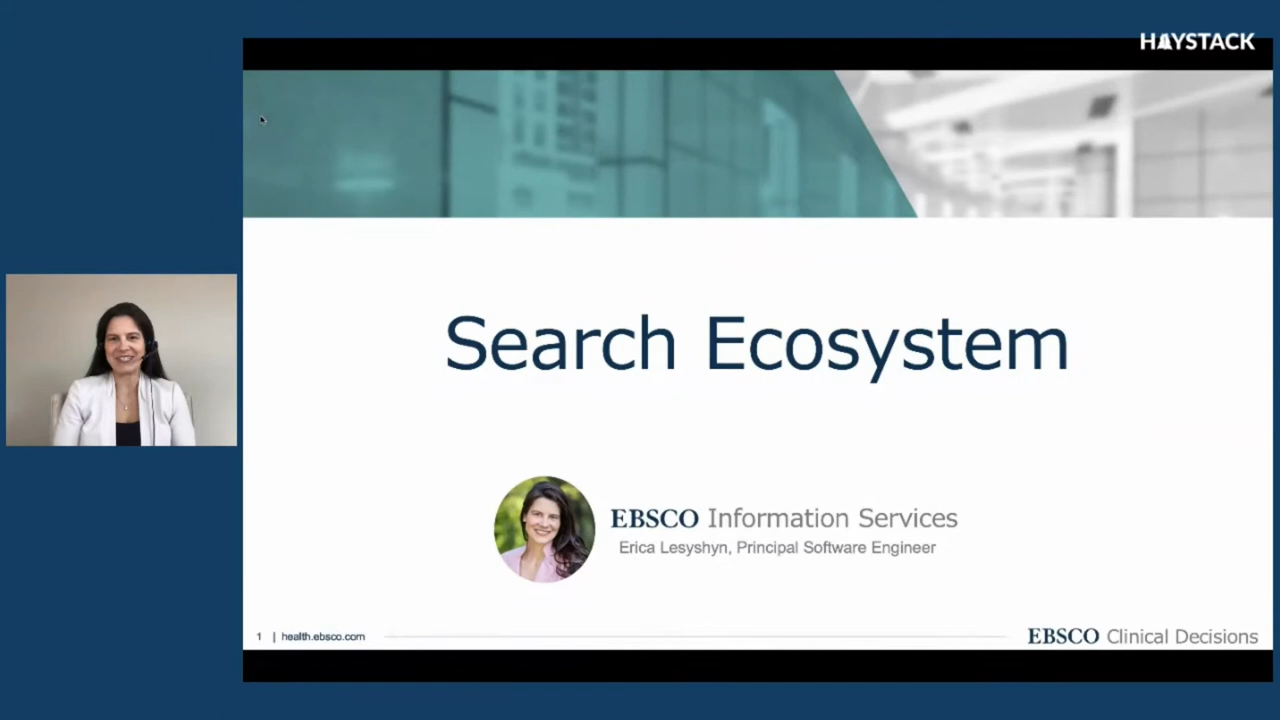 HAYSTACK
Search Ecosystem
EBSCO Information Services
Erica Lesyshyn, Principal Software Engineer
1 | health.ebsco.com
EBSCO Clinical Decisions